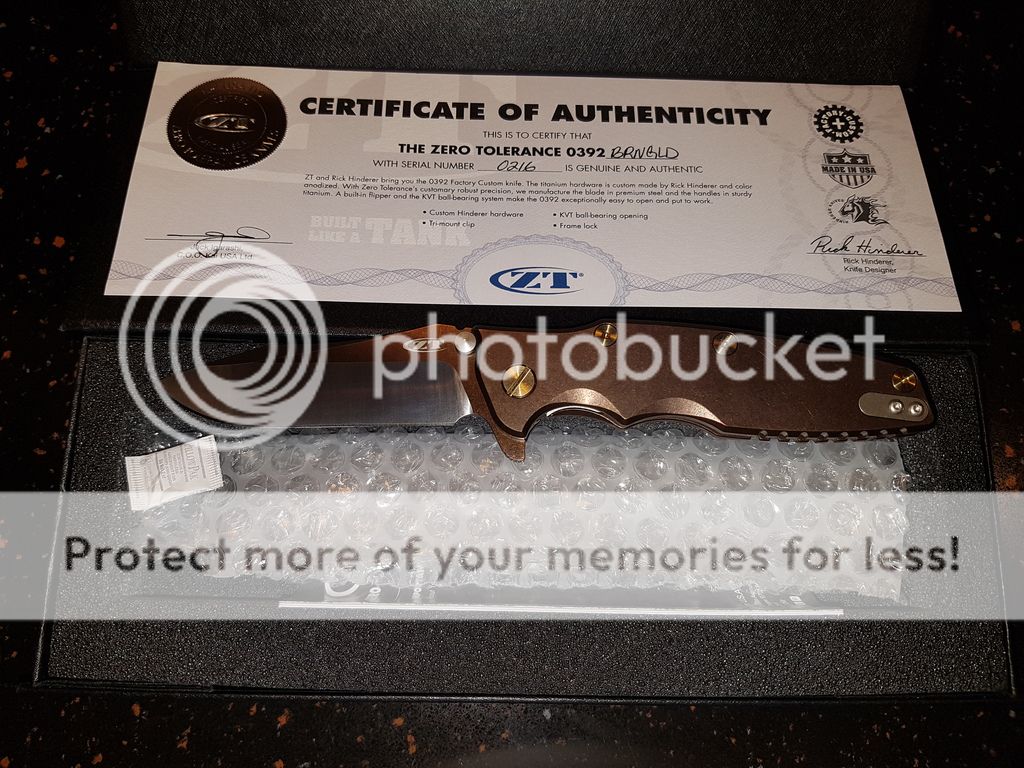 CERTIFICATE OF AUTHENTICITY
THIS IS TO CERTIFY THAT
THE ZERO TOLERANCE 0392 BRNGLD
WITH SERIAL NUMBER 0216 IS GENUINE AND AUTHENTIC
ZT and Rick Hinderer bring you the 0392 Factory Custom knife. The titanium hardware is custom made by Rick Hinderer and color
anodized. With Zero Tolerance's customary robust precision, we manufacture the blade in premium steel and the handles in sturdy
titanium. A built-in flipper and the KVT ball-bearing system make the 0392 exceptionally easy to open and put to work.
• Custom Hinderer hardware
• KVT ball-bearing opening
• Tri-mount clip
• Frame lock
BUILT
LIKE A TANK
ZT
MADE IN USA
Rick Hinderer
Rick Hinderer,
Knife Designer
ZT
ZT
photobucket
Protect more of your memories for less!